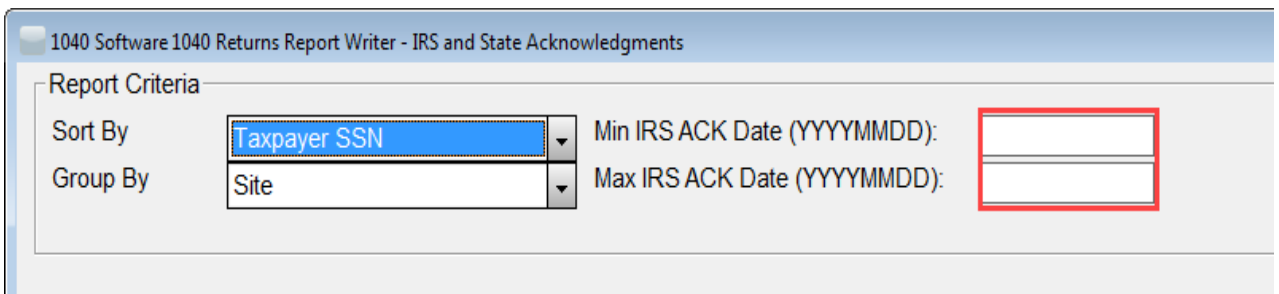 1040 Software 1040 Returns Report Writer - IRS and State Acknowledgments
Report Criteria
Sort By Taxpayer SSN Min IRS ACK Date (YYYYMMDD):
Group By Site Max IRS ACK Date (YYYYMMDD):